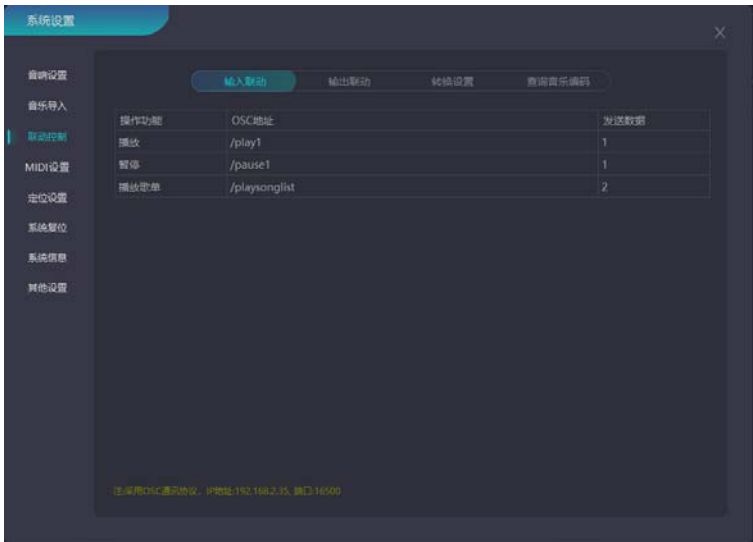 系统设置
音响设置
音乐导入
联动控制
MIDI设置
定位设置
系统复位
系统信息
其他设置
输入联动 输出联动 转换设置 查询音乐编码
操作功能 OSC地址 发送数据
播放 /play1 1
暂停 /pause1 1
播放歌单 /playsonglist 2
注:采用OSC通讯协议，IP地址:192.168.2.35, 端口:16500